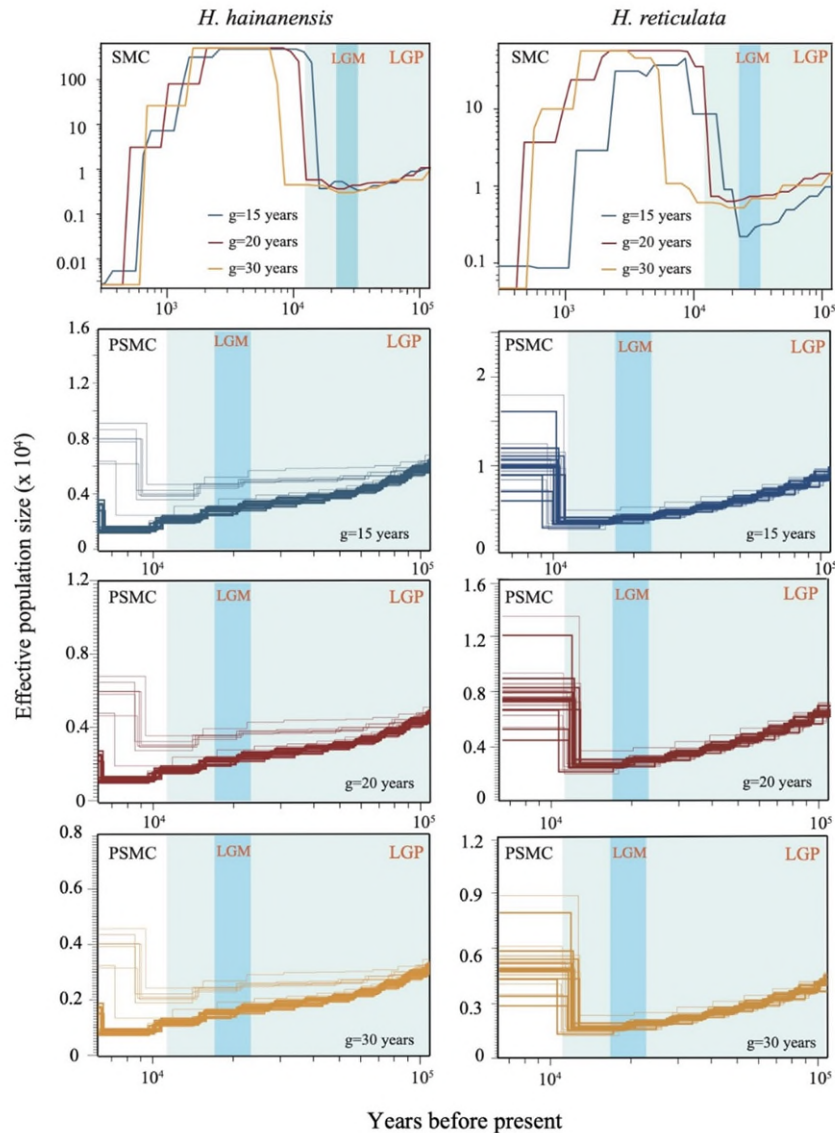 H. hainanensis
H. reticulata
SMC
LGM
LGP
100
10
1
0.1
0.01
g=15 years
g=20 years
g=30 years
10³
10⁴
10⁵
SMC
LGM
LGP
10
1
0.1
g=15 years
g=20 years
g=30 years
10³
10⁴
10⁵
Effective population size (x 10⁴)
PSMC
LGM
LGP
1.6
1.2
0.8
0.4
0
g=15 years
10⁴
10⁵
PSMC
LGM
LGP
2
1
0
g=15 years
10⁴
10⁵
PSMC
LGM
LGP
1.2
0.8
0.4
0
g=20 years
10⁴
10⁵
PSMC
LGM
LGP
1.6
1.2
0.8
0.4
0
g=20 years
10⁴
10⁵
PSMC
LGM
LGP
0.8
0.6
0.4
0.2
0
g=30 years
10⁴
10⁵
PSMC
LGM
LGP
1.2
0.9
0.6
0.3
0
g=30 years
10⁴
10⁵
Years before present